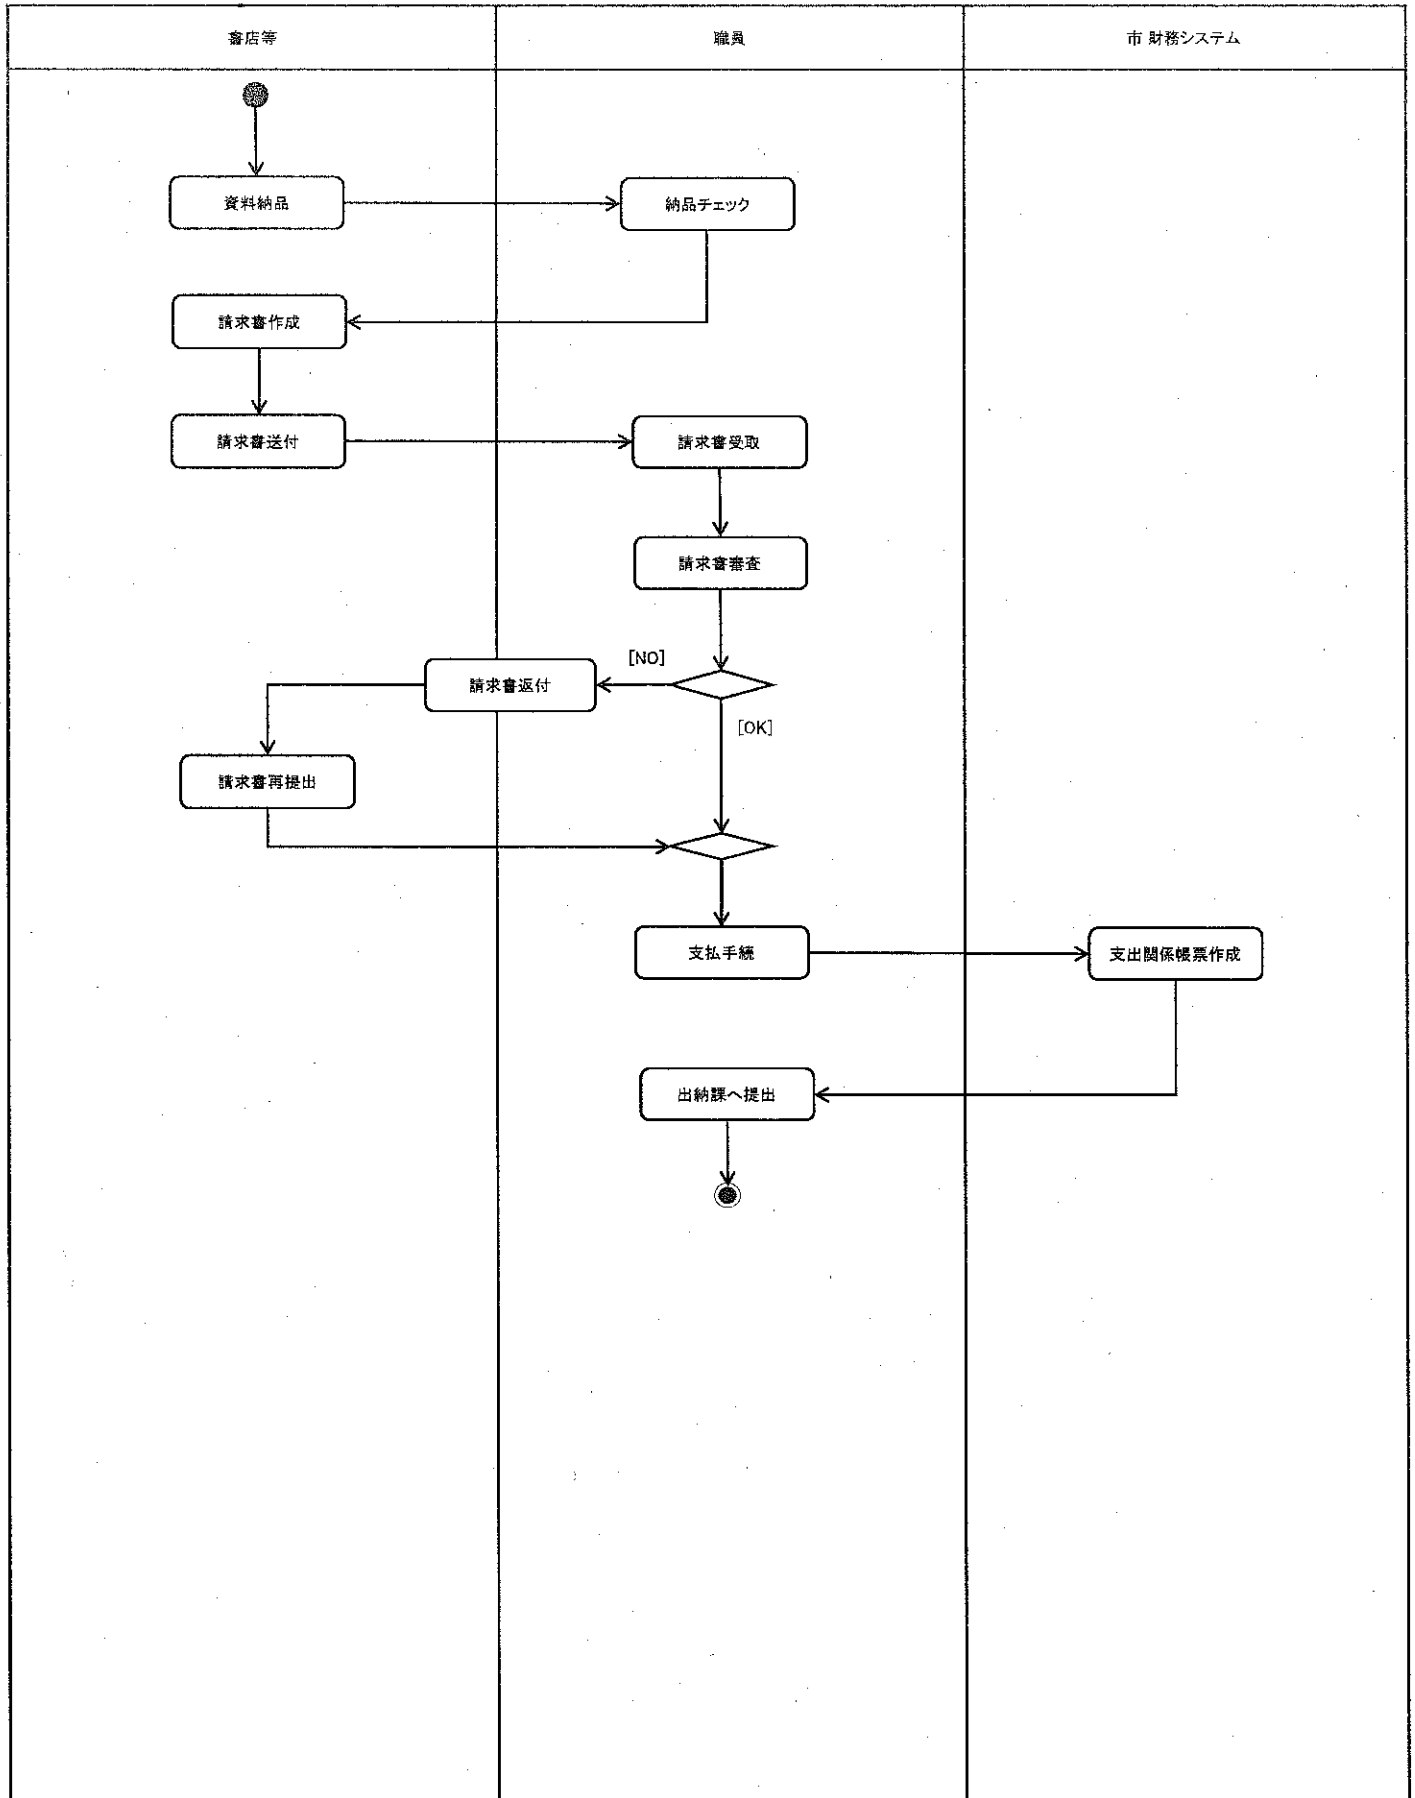 書店等
職員
市 財務システム
資料納品
納品チェック
請求書作成
請求書送付
請求書受取
請求書審査
[NO]
請求書返付
[OK]
請求書再提出
支払手続
支出関係帳票作成
出納課へ提出